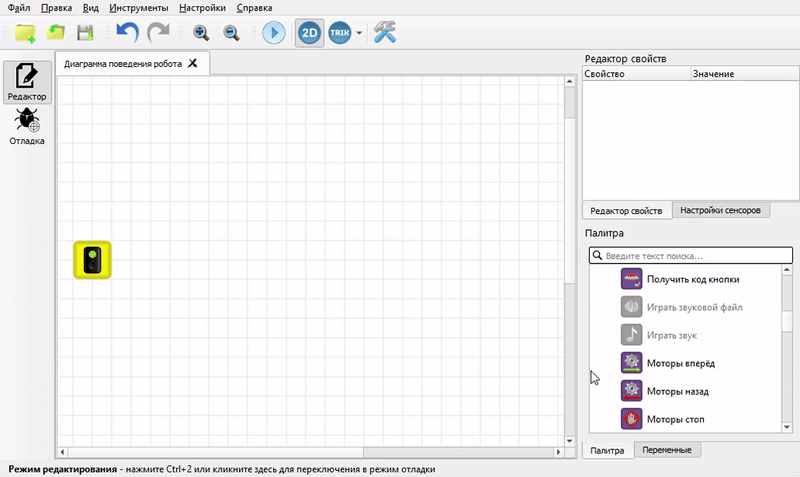 Файл Правка Вид Инструменты Настройки Справка
2D TRIK
Диаграмма поведения робота
Редактор
Отладка
Редактор свойств
Свойство Значение
Редактор свойств Настройки сенсоров
Палитра
Введите текст поиска...
Получить код кнопки
Играть звуковой файл
Играть звук
Моторы вперёд
Моторы назад
Моторы стоп
Палитра Переменные
Режим редактирования - нажмите Ctrl+2 или кликните здесь для переключения в режим отладки